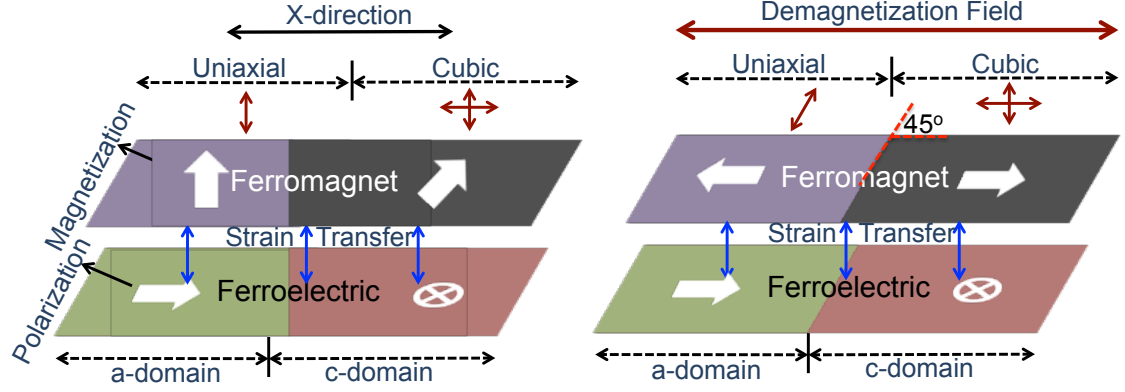 X-direction
Uniaxial
Cubic
Magnetization
Ferromagnet
Strain Transfer
Polarization
Ferroelectric
a-domain
c-domain
Demagnetization Field
Uniaxial
Cubic
45o
Ferromagnet
Strain Transfer
Ferroelectric
a-domain
c-domain